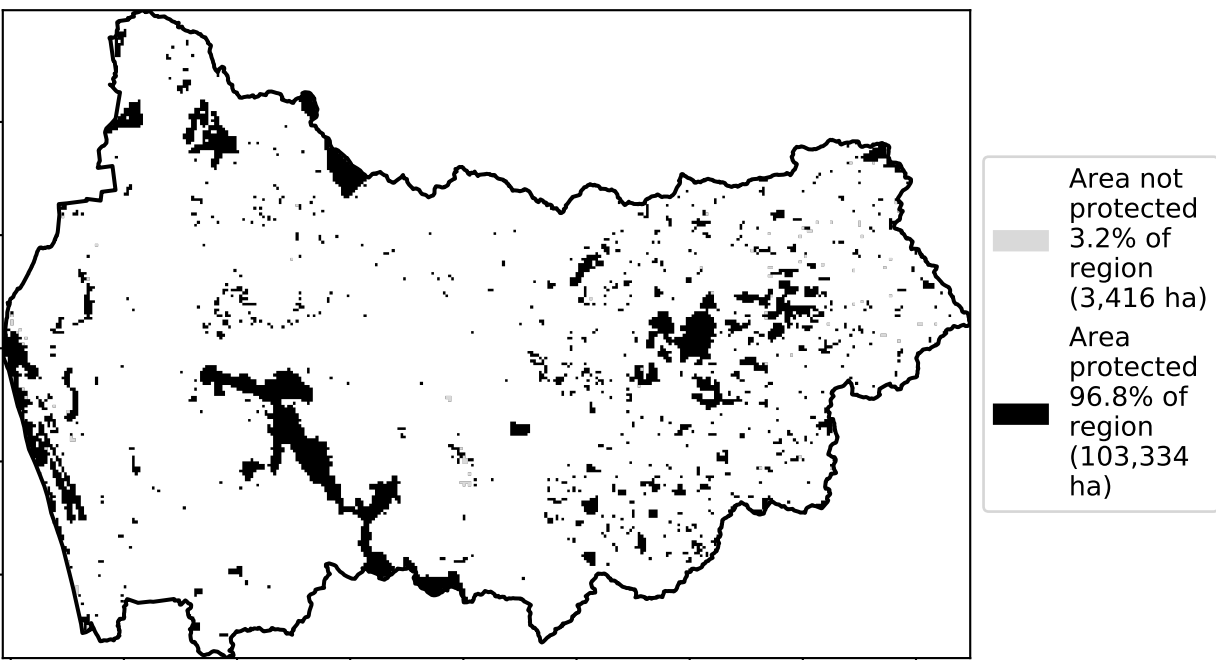 Area not
protected
3.2% of
region
(3,416 ha)
Area
protected
96.8% of
region
(103,334
ha)